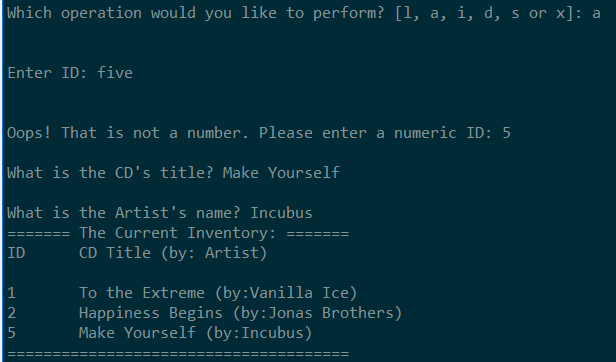 Which operation would you like to perform? [l, a, i, d, s or x]: a
Enter ID: five
Oops! That is not a number. Please enter a numeric ID: 5
What is the CD's title? Make Yourself
What is the Artist's name? Incubus
======= The Current Inventory: =======
ID      CD Title (by: Artist)
1       To the Extreme (by:Vanilla Ice)
2       Happiness Begins (by:Jonas Brothers)
5       Make Yourself (by:Incubus)
======================================